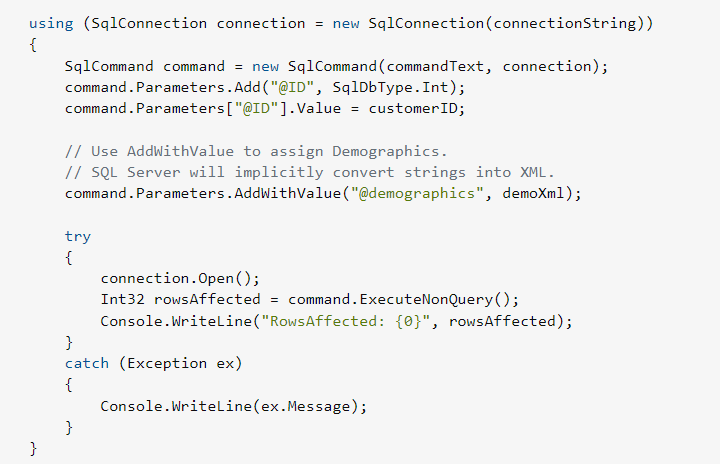 using (SqlConnection connection = new SqlConnection(connectionString))
{
    SqlCommand command = new SqlCommand(commandText, connection);
    command.Parameters.Add("@ID", SqlDbType.Int);
    command.Parameters["@ID"].Value = customerID;

    // Use AddWithValue to assign Demographics.
    // SQL Server will implicitly convert strings into XML.
    command.Parameters.AddWithValue("@demographics", demoXml);

    try
    {
        connection.Open();
        Int32 rowsAffected = command.ExecuteNonQuery();
        Console.WriteLine("RowsAffected: {0}", rowsAffected);
    }
    catch (Exception ex)
    {
        Console.WriteLine(ex.Message);
    }
}